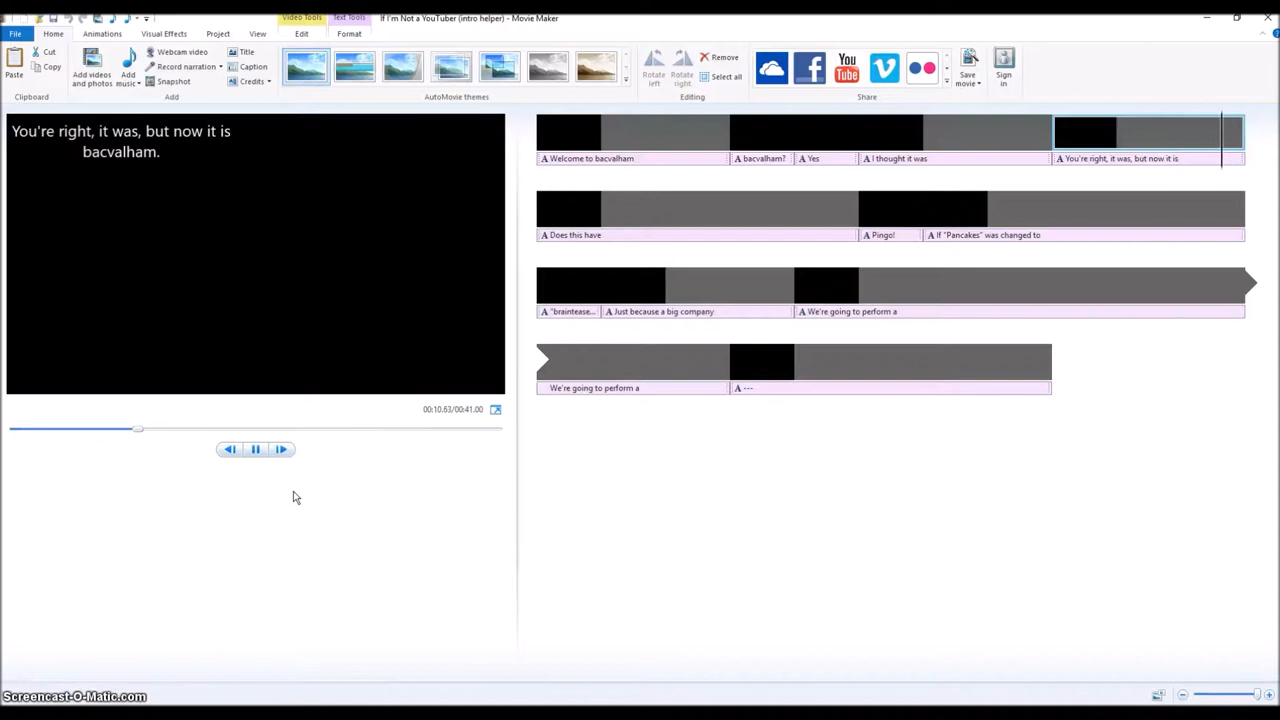 Video Tools
Text Tools
If I'm Not a YouTuber (intro helper) - Movie Maker
File
Home
Animations
Visual Effects
Project
View
Edit
Format
Paste
Cut
Copy
Clipboard
Add videos
and photos
Add
music
Webcam video
Record narration
Snapshot
Title
Caption
Credits
Add
AutoMovie themes
Rotate
left
Rotate
right
Remove
Select all
Editing
You
Tube
Share
Save
movie
Sign
in
You're right, it was, but now it is
bacvalham.
00:10.63/00:41.00
A Welcome to bacvalham
A bacvalham?
A Yes
A I thought it was
A You're right, it was, but now it is
A Does this have
A Pingo!
A If "Pancakes" was changed to
A "braintease...
A Just because a big company
A We're going to perform a
We're going to perform a
A ---
Screencast-O-Matic.com